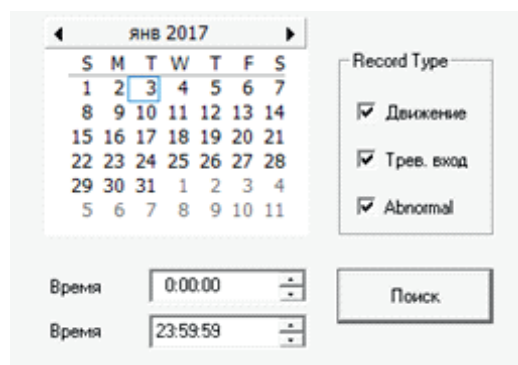 янв 2017
S M T W T F S
1 2 3 4 5 6 7
8 9 10 11 12 13 14
15 16 17 18 19 20 21
22 23 24 25 26 27 28
29 30 31 1 2 3 4
5 6 7 8 9 10 11
Record Type
Движение
Трев. вход
Abnormal
Время 0:00:00
Время 23:59:59
Поиск